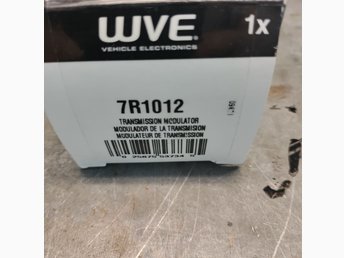 WVE
VEHICLE ELECTRONICS
1x
7R1012
TRANSMISSION MODULATOR
MODULADOR DE LA TRANSMISION
MODULATEUR DE TRANSMISSION